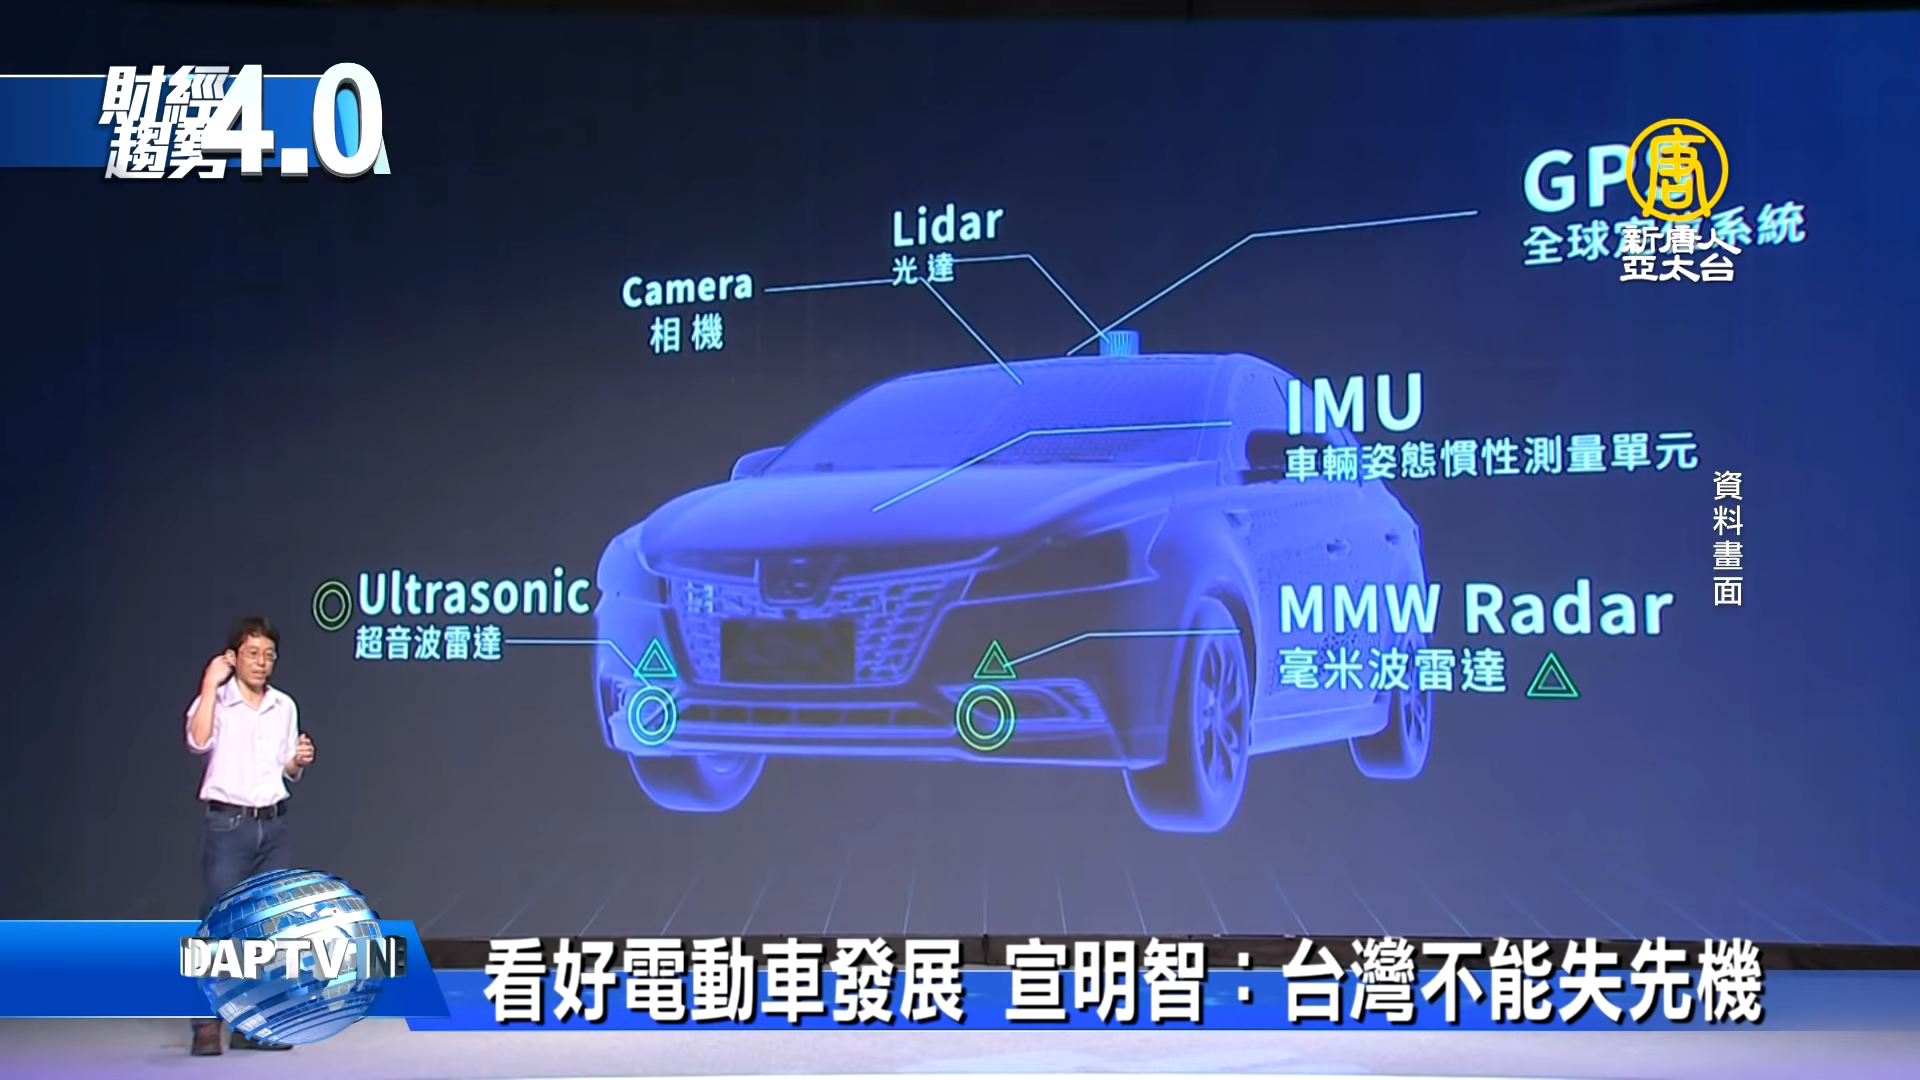 財經
趨勢4.0
GPS
全球定位系統
唐
新唐人
亞太台
Lidar
光達
Camera
相機
IMU
車輛姿態慣性測量單元
資料畫面
Ultrasonic
超音波雷達
MMW Radar
毫米波雷達
DAPTV NE
看好電動車發展 宣明智：台灣不能失先機